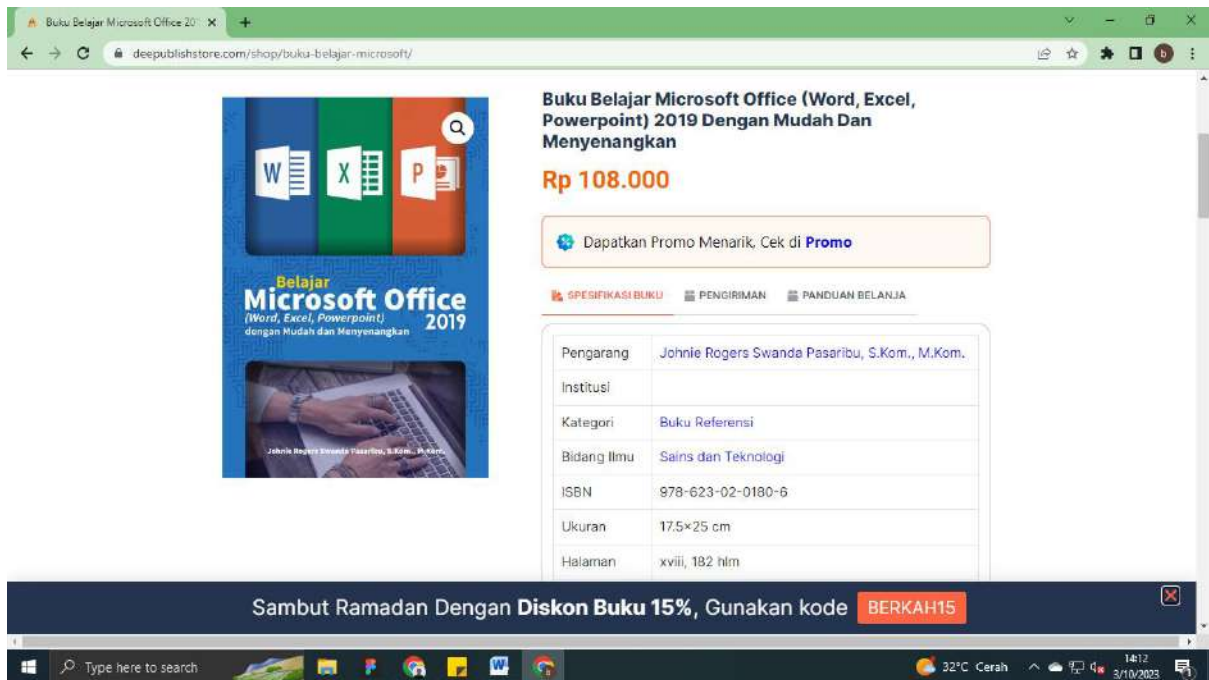 Buku Belajar Microsoft Office 20
deepublishstore.com/shop/buku-belajar-microsoft/
b
W
X
P
Belajar
Microsoft Office
(Word, Excel, Powerpoint) 2019
dengan Mudah dan Menyenangkan
Johnie Rogers Swanda Pasaribu, S.Kom., M.Kom.
Buku Belajar Microsoft Office (Word, Excel,
Powerpoint) 2019 Dengan Mudah Dan
Menyenangkan
Rp 108.000
Dapatkan Promo Menarik, Cek di Promo
SPESIFIKASI BUKU PENGIRIMAN PANDUAN BELANJA
Pengarang Johnie Rogers Swanda Pasaribu, S.Kom., M.Kom.
Institusi
Kategori Buku Referensi
Bidang Ilmu Sains dan Teknologi
ISBN 978-623-02-0180-6
Ukuran 17.5×25 cm
Halaman xviii, 182 hlm
Sambut Ramadan Dengan Diskon Buku 15%, Gunakan kode BERKAH15
Type here to search
32°C Cerah
14:12
3/10/2023